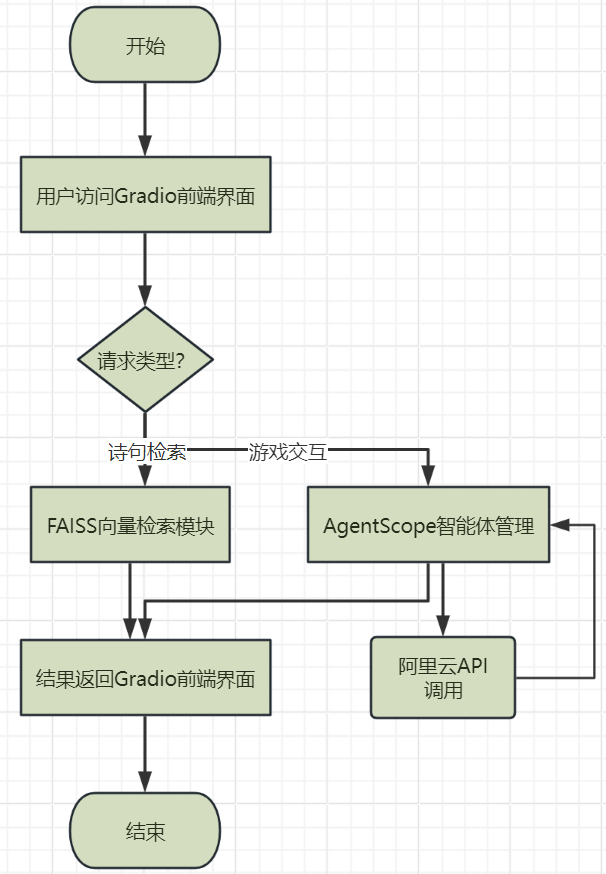 开始
用户访问Gradio前端界面
请求类型?
诗句检索
游戏交互
FAISS向量检索模块
AgentScope智能体管理
结果返回Gradio前端界面
阿里云API
调用
结束